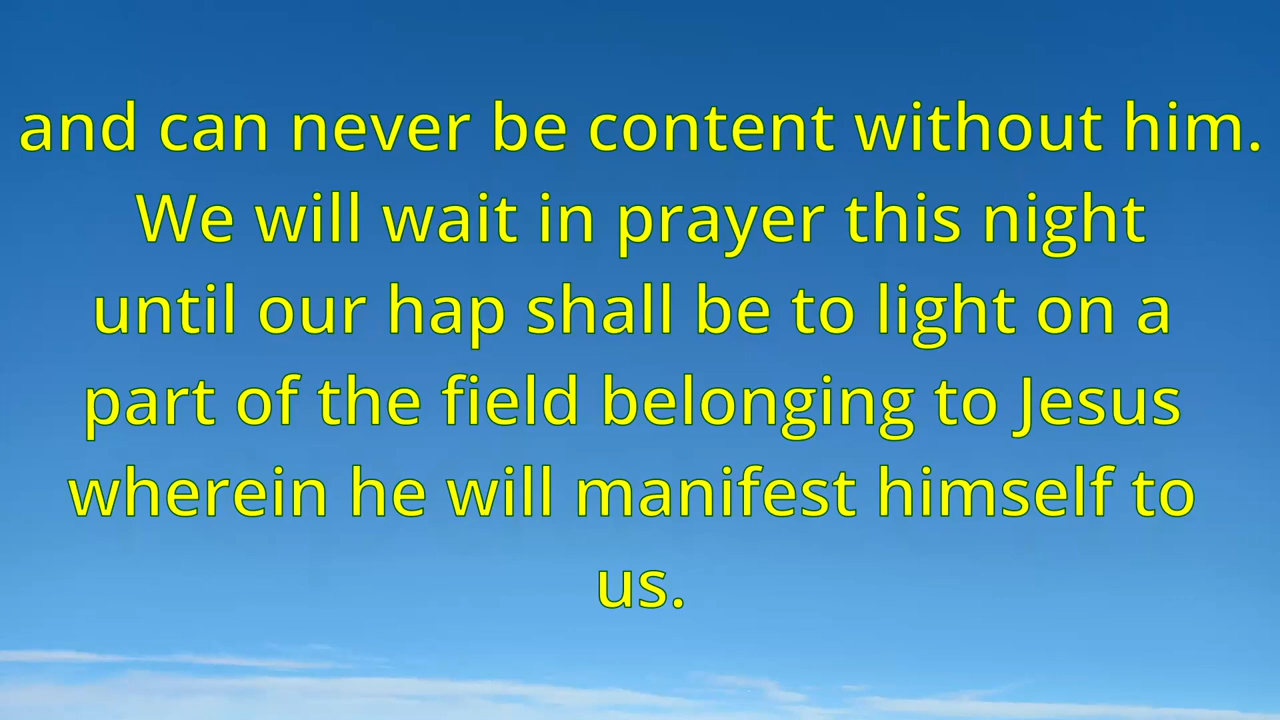 and can never be content without him.
We will wait in prayer this night
until our hap shall be to light on a
part of the field belonging to Jesus
wherein he will manifest himself to
us.